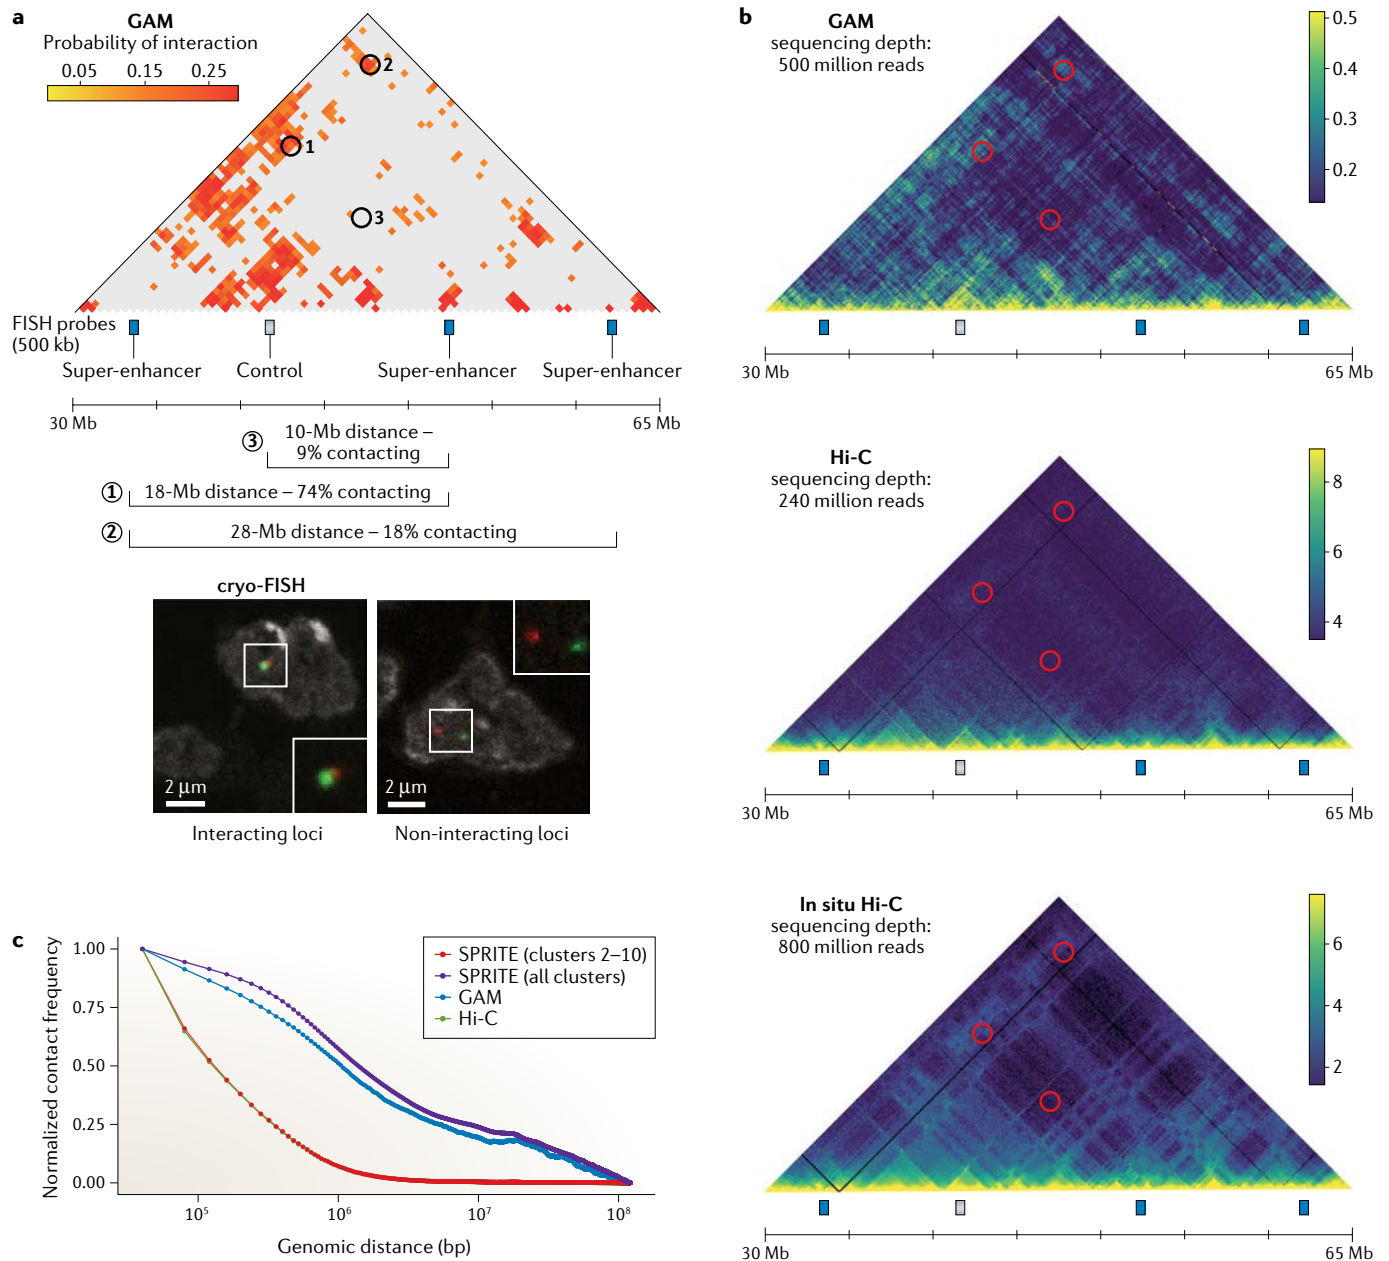 a
GAM
Probability of interaction
0.05 0.15 0.25
2
1
3
FISH probes
(500 kb)
Super-enhancer Control Super-enhancer Super-enhancer
30 Mb 65 Mb
3 10-Mb distance –
9% contacting
1 18-Mb distance – 74% contacting
2 28-Mb distance – 18% contacting
cryo-FISH
2 μm 2 μm
Interacting loci Non-interacting loci
b
GAM
sequencing depth:
500 million reads
0.5
0.4
0.3
0.2
30 Mb 65 Mb
Hi-C
sequencing depth:
240 million reads
8
6
4
30 Mb 65 Mb
In situ Hi-C
sequencing depth:
800 million reads
6
4
2
30 Mb 65 Mb
c
Normalized contact frequency
1.00
0.75
0.50
0.25
0.00
SPRITE (clusters 2–10)
SPRITE (all clusters)
GAM
Hi-C
10⁵ 10⁶ 10⁷ 10⁸
Genomic distance (bp)